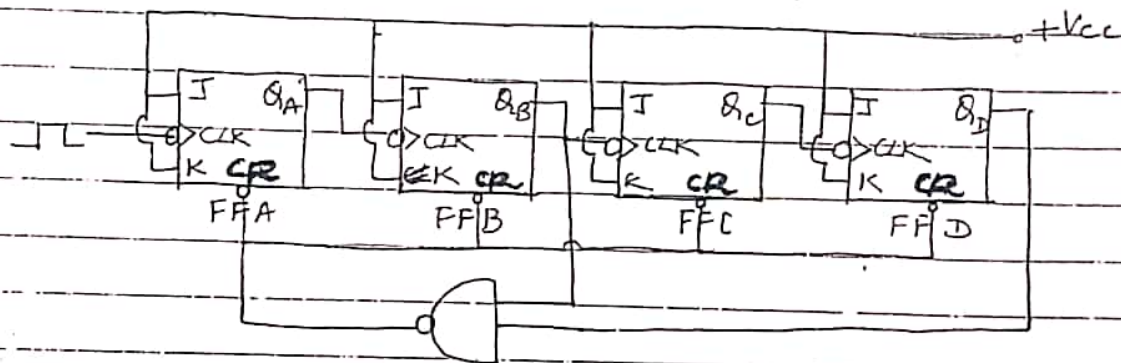 +Vcc
J QA J QB J QC J QD
CLK CLK CLK CLK
K CR K CR K CR K CR
FFA FFB FFC FFD